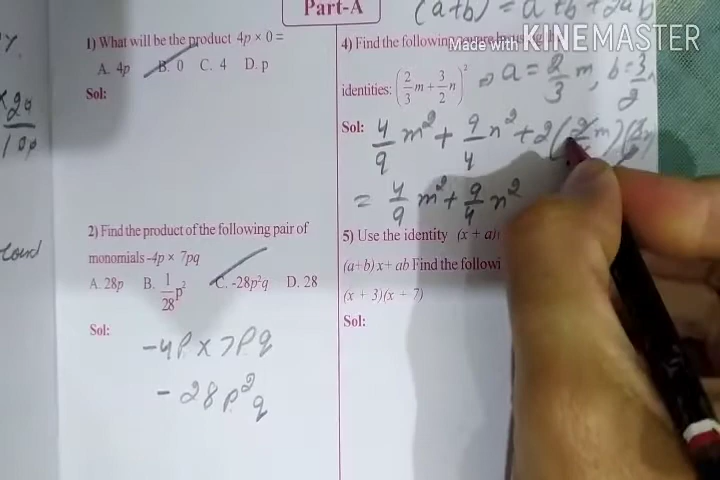 Part-A
(a+b) = a + b + 2ab
1) What will be the product 4p × 0 =
A. 4p B. 0 C. 4 D. p
Sol:
2) Find the product of the following pair of
monomials -4p × 7pq
A. 28p B. 1/28 p² C. -28p²q D. 28
Sol:
-4P × 7Pq
- 28 p²q
4) Find the following
Made with KINEMASTER
identities: (2/3 m + 3/2 n)² ⇒ a = 2/3 m, b = 3/2
Sol: 4/9 m² + 9/4 n² + 2(2/ m)(
= 4/9 m² + 9/4 n²
5) Use the identity (x + a)
(a+b) x + ab Find the followi
(x + 3)(x + 7)
Sol: